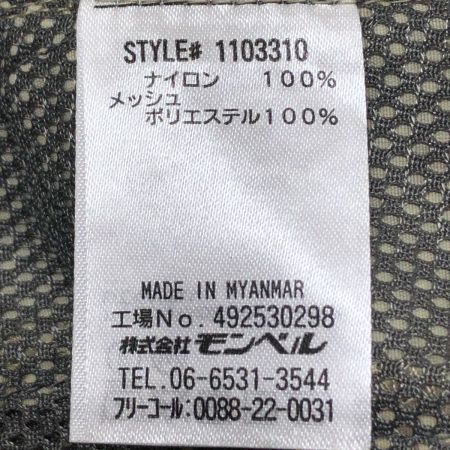 STYLE# 1103310
ナイロン 100%
メッシュ
ポリエステル100%
MADE IN MYANMAR
工場No. 492530298
株式会社 モンベル
TEL. 06-6531-3544
フリーコール: 0088-22-0031